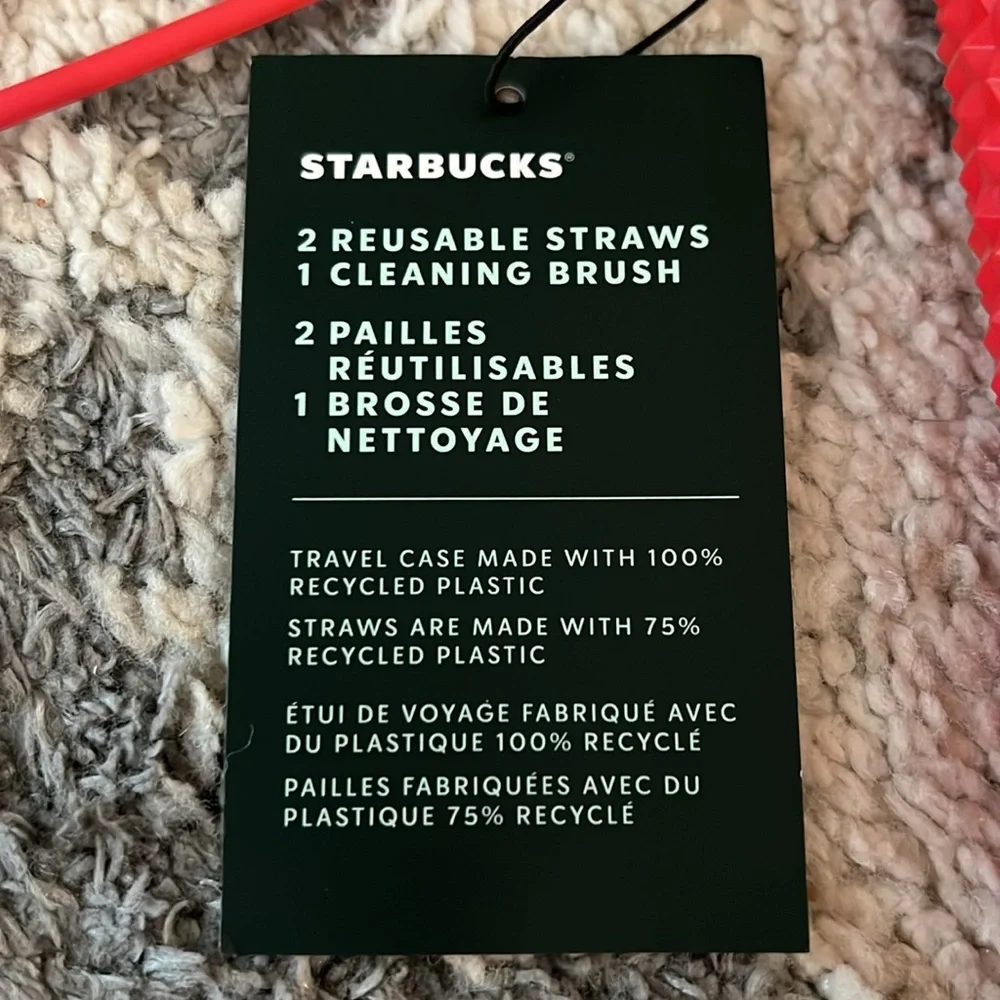 STARBUCKS®
2 REUSABLE STRAWS
1 CLEANING BRUSH
2 PAILLES
RÉUTILISABLES
1 BROSSE DE
NETTOYAGE
TRAVEL CASE MADE WITH 100%
RECYCLED PLASTIC
STRAWS ARE MADE WITH 75%
RECYCLED PLASTIC
ÉTUI DE VOYAGE FABRIQUÉ AVEC
DU PLASTIQUE 100% RECYCLÉ
PAILLES FABRIQUÉES AVEC DU
PLASTIQUE 75% RECYCLÉ